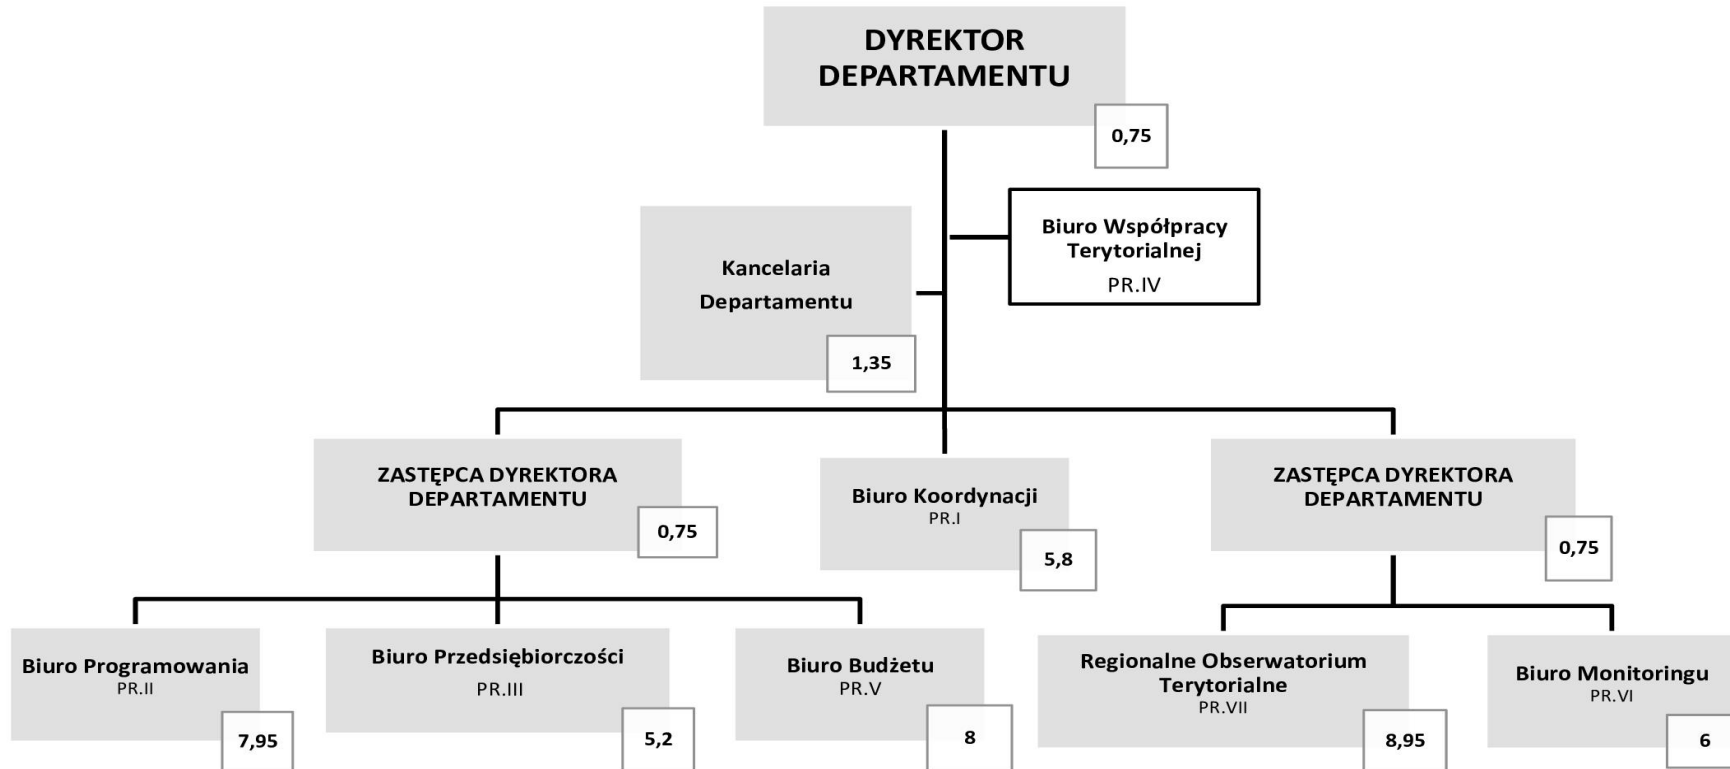 DYREKTOR
DEPARTAMENTU
0,75
Biuro Współpracy
Terytorialnej
PR.IV
Kancelaria
Departamentu
1,35
ZASTĘPCA DYREKTORA
DEPARTAMENTU
0,75
Biuro Koordynacji
PR.I
5,8
ZASTĘPCA DYREKTORA
DEPARTAMENTU
0,75
Biuro Programowania
PR.II
7,95
Biuro Przedsiębiorczości
PR.III
5,2
Biuro Budżetu
PR.V
8
Regionalne Obserwatorium
Terytorialne
PR.VII
8,95
Biuro Monitoringu
PR.VI
6